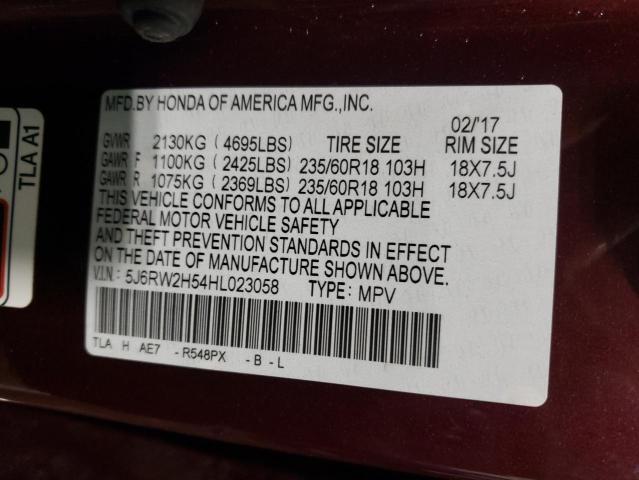 MFD.BY HONDA OF AMERICA MFG.,INC.
02/'17
GVWR 2130KG (4695LBS) TIRE SIZE RIM SIZE
GAWR F 1100KG (2425LBS) 235/60R18 103H 18X7.5J
GAWR R 1075KG (2369LBS) 235/60R18 103H 18X7.5J
THIS VEHICLE CONFORMS TO ALL APPLICABLE
FEDERAL MOTOR VEHICLE SAFETY
AND THEFT PREVENTION STANDARDS IN EFFECT
ON THE DATE OF MANUFACTURE SHOWN ABOVE.
V.I.N: 5J6RW2H54HL023058 TYPE: MPV
TLA H AE7 -R548PX -B-L
TLA A1